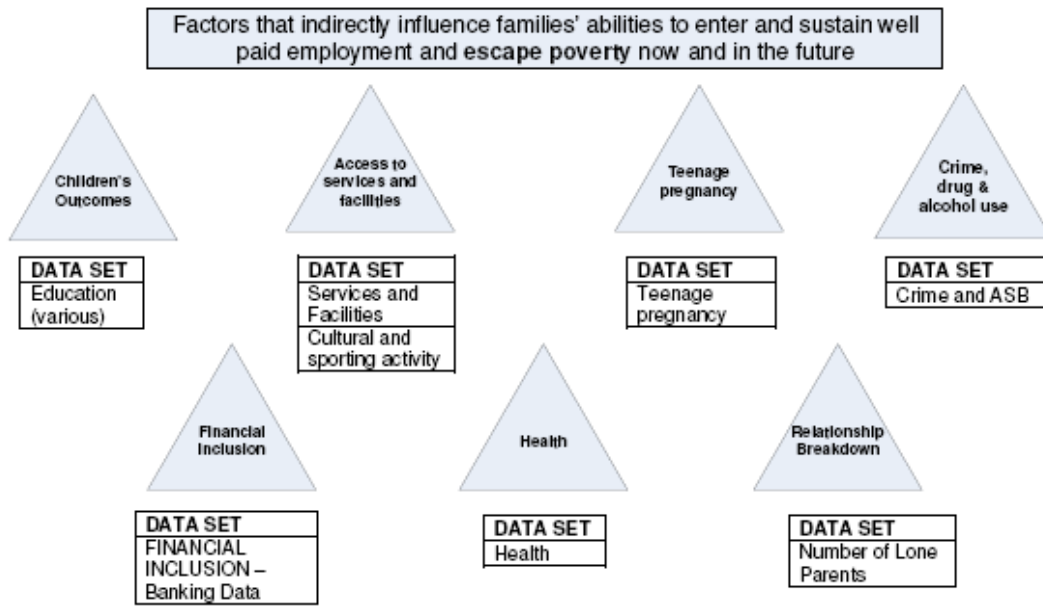 Factors that indirectly influence families' abilities to enter and sustain well
paid employment and escape poverty now and in the future
Children's
Outcomes
Access to
services and
facilities
Teenage
pregnancy
Crime,
drug &
alcohol use
DATA SET
Education
(various)
DATA SET
Services and
Facilities
Cultural and
sporting activity
DATA SET
Teenage
pregnancy
DATA SET
Crime and ASB
Financial
Inclusion
Health
Relationship
Breakdown
DATA SET
FINANCIAL
INCLUSION –
Banking Data
DATA SET
Health
DATA SET
Number of Lone
Parents